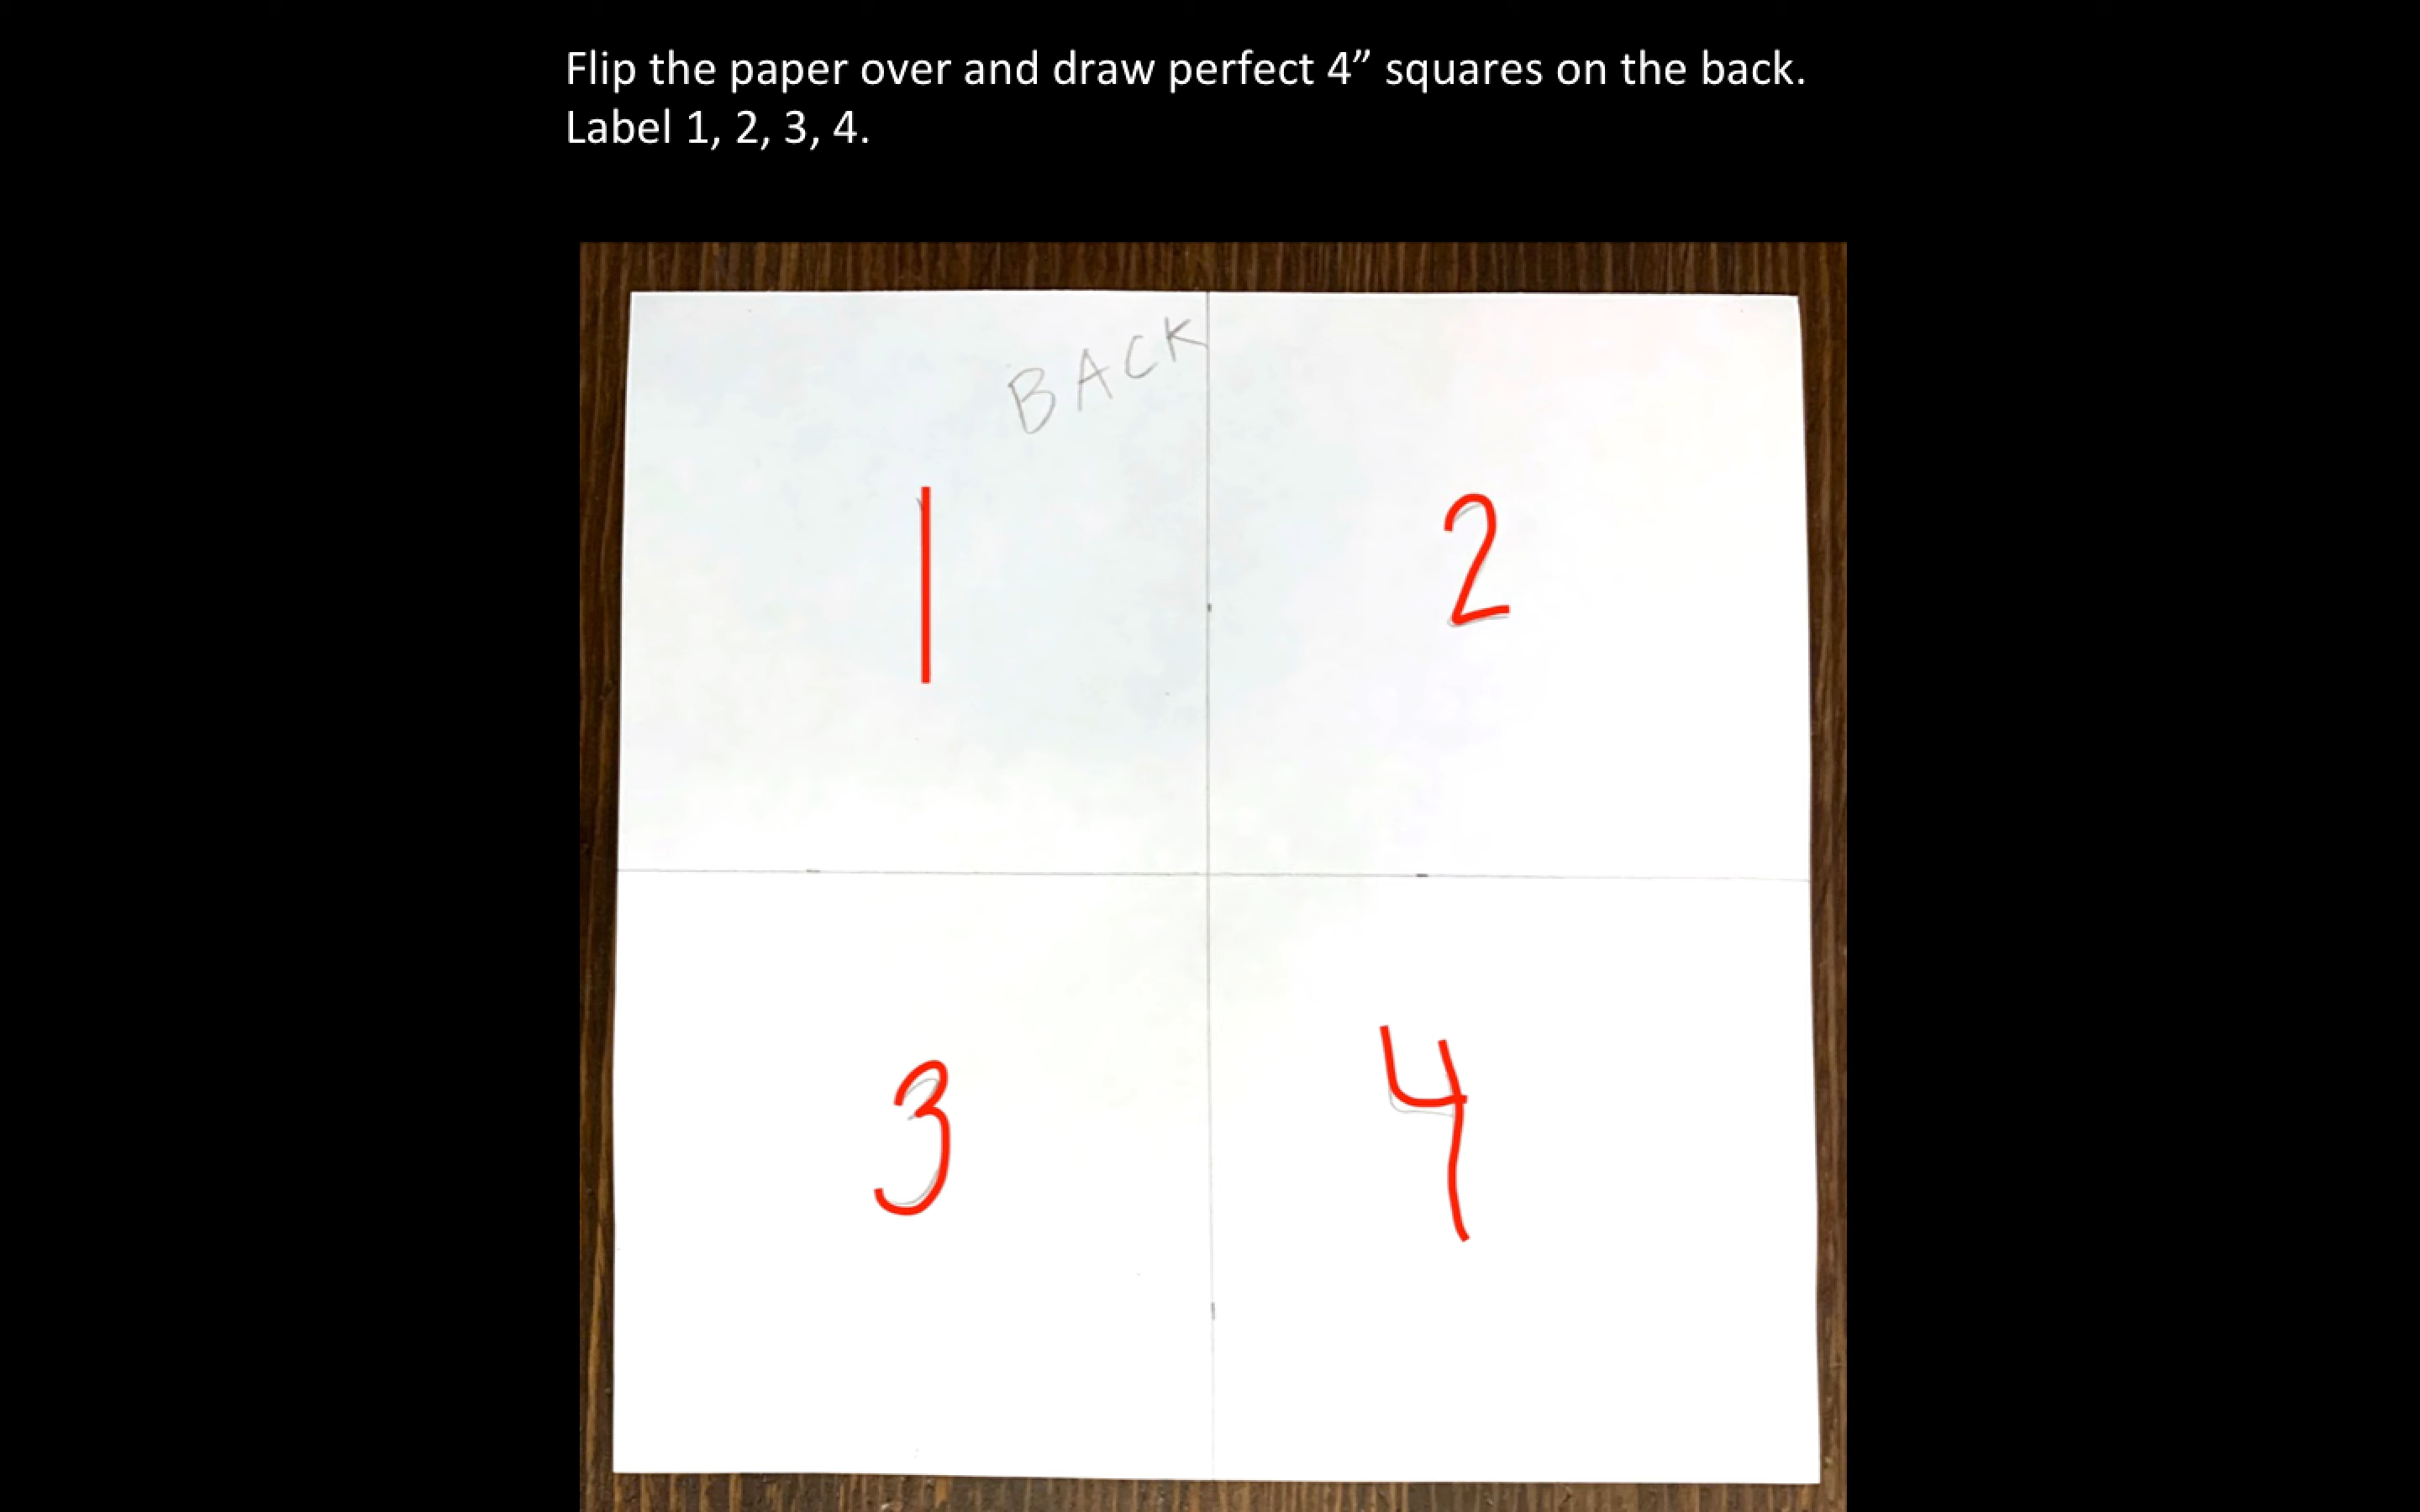 Flip the paper over and draw perfect 4” squares on the back.
Label 1, 2, 3, 4.
BACK
1
2
3
4